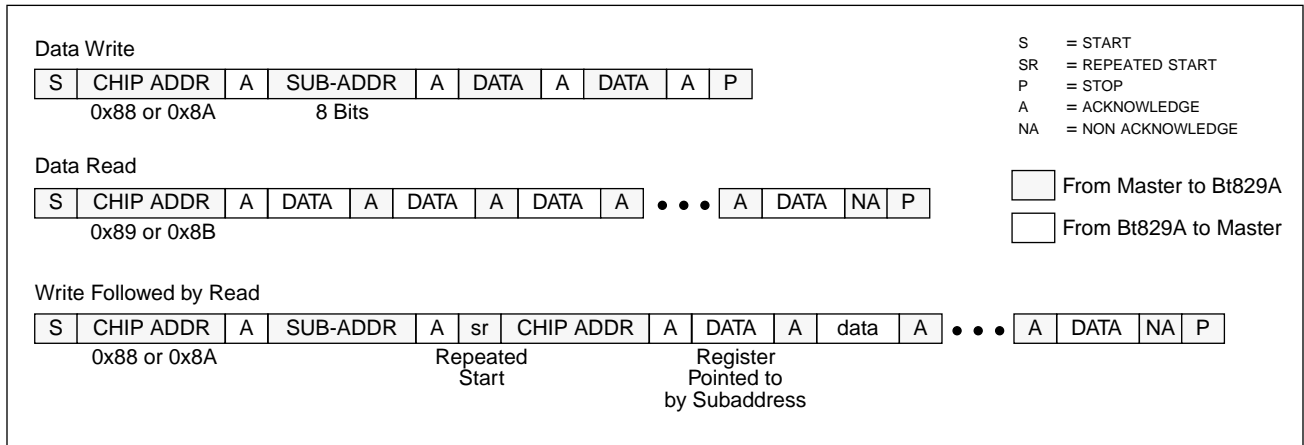 Data Write
S CHIP ADDR A SUB-ADDR A DATA A DATA A P
0x88 or 0x8A 8 Bits
S = START
SR = REPEATED START
P = STOP
A = ACKNOWLEDGE
NA = NON ACKNOWLEDGE
Data Read
S CHIP ADDR A DATA A DATA A DATA A • • • A DATA NA P
0x89 or 0x8B
From Master to Bt829A
From Bt829A to Master
Write Followed by Read
S CHIP ADDR A SUB-ADDR A sr CHIP ADDR A DATA A data A • • • A DATA NA P
0x88 or 0x8A
Repeated
Start
Register
Pointed to
by Subaddress